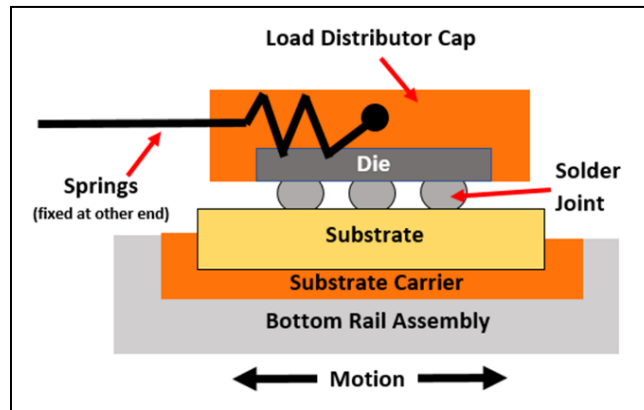 Load Distributor Cap
Die
Springs
(fixed at other end)
Solder
Joint
Substrate
Substrate Carrier
Bottom Rail Assembly
Motion